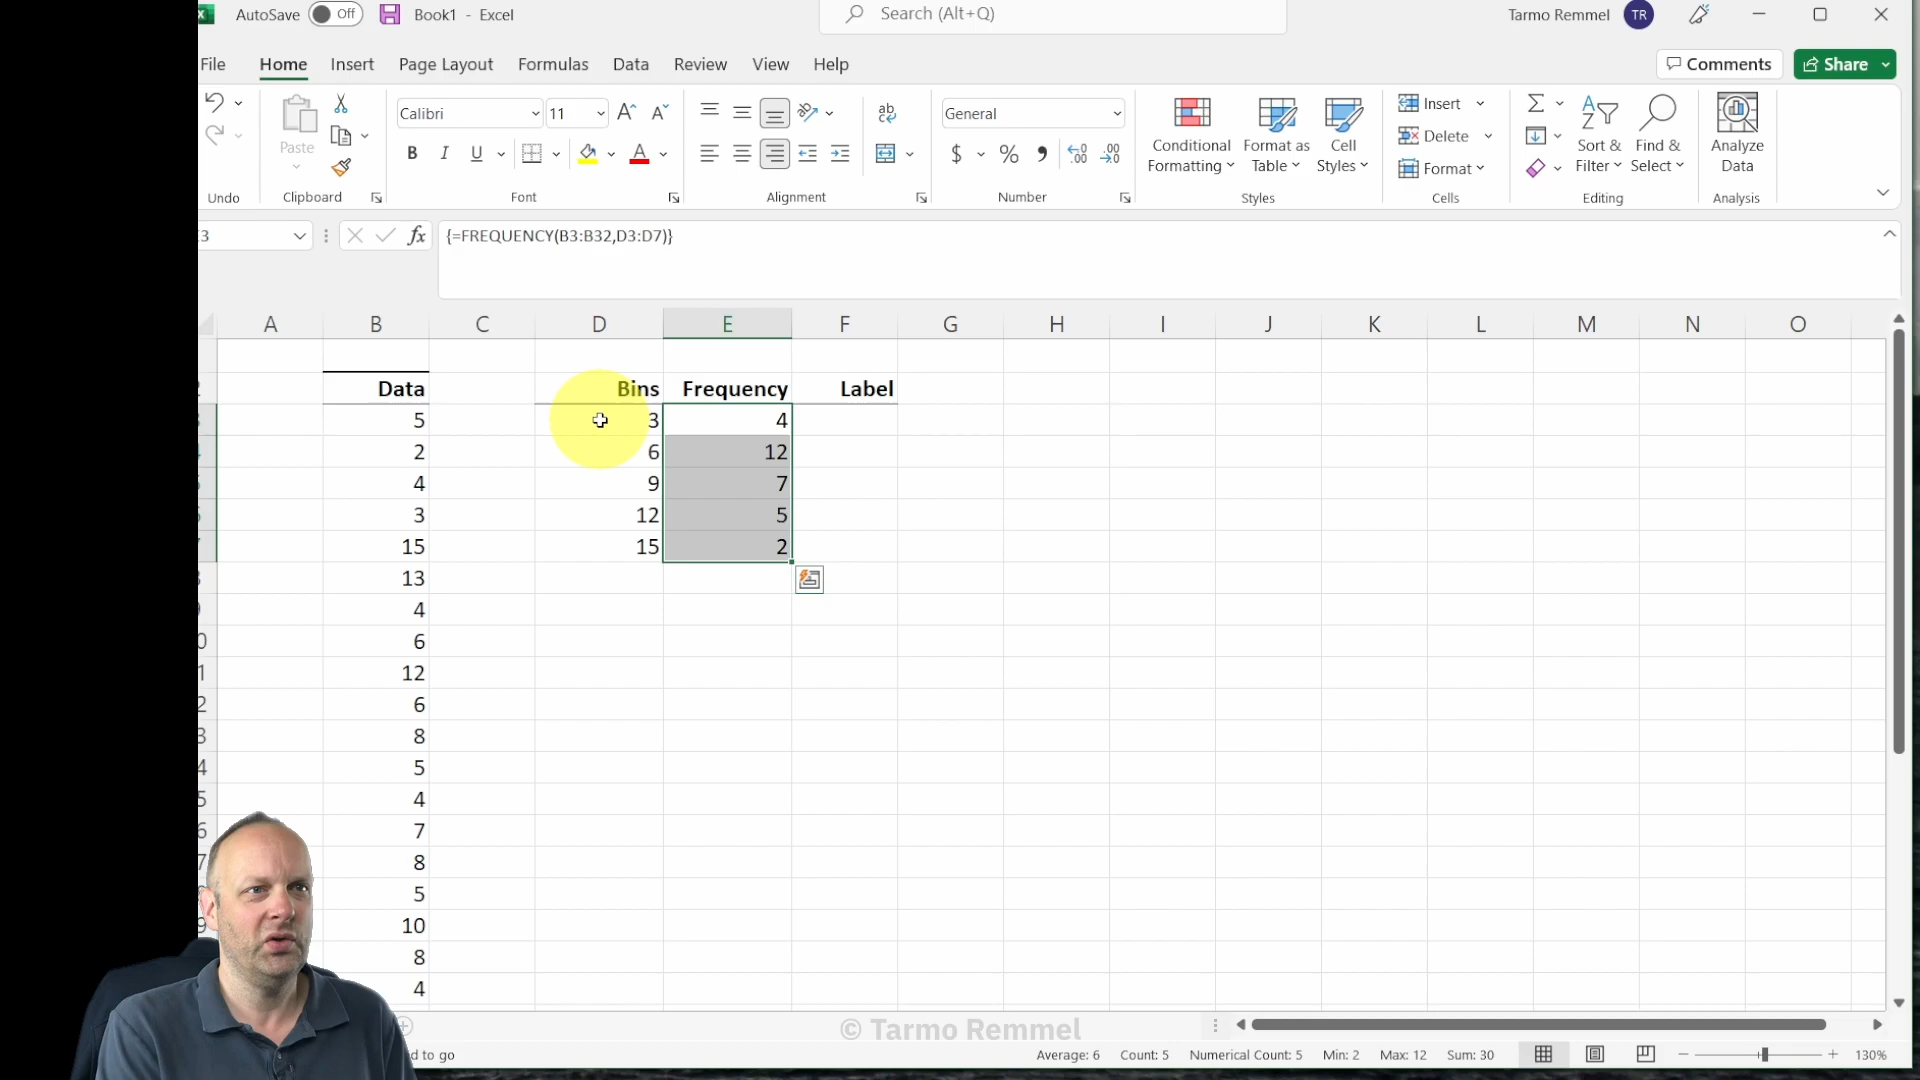 AutoSave Off Book1 - Excel Search (Alt+Q) Tarmo Remmel TR
File Home Insert Page Layout Formulas Data Review View Help Comments Share
Paste
Calibri 11
B I U A
ab
General
$ % , .00
Conditional Formatting
Format as Table
Cell Styles
Insert
Delete
Format
Sort & Filter
Find & Select
Analyze Data
Undo Clipboard Font Alignment Number Styles Cells Editing Analysis
fx {=FREQUENCY(B3:B32,D3:D7)}
A B C D E F G H I J K L M N O
Data Bins Frequency Label
5 3 4
2 6 12
4 9 7
3 12 5
15 15 2
13
4
6
12
6
8
5
4
7
8
5
10
8
4
© Tarmo Remmel
to go Average: 6 Count: 5 Numerical Count: 5 Min: 2 Max: 12 Sum: 30 130%